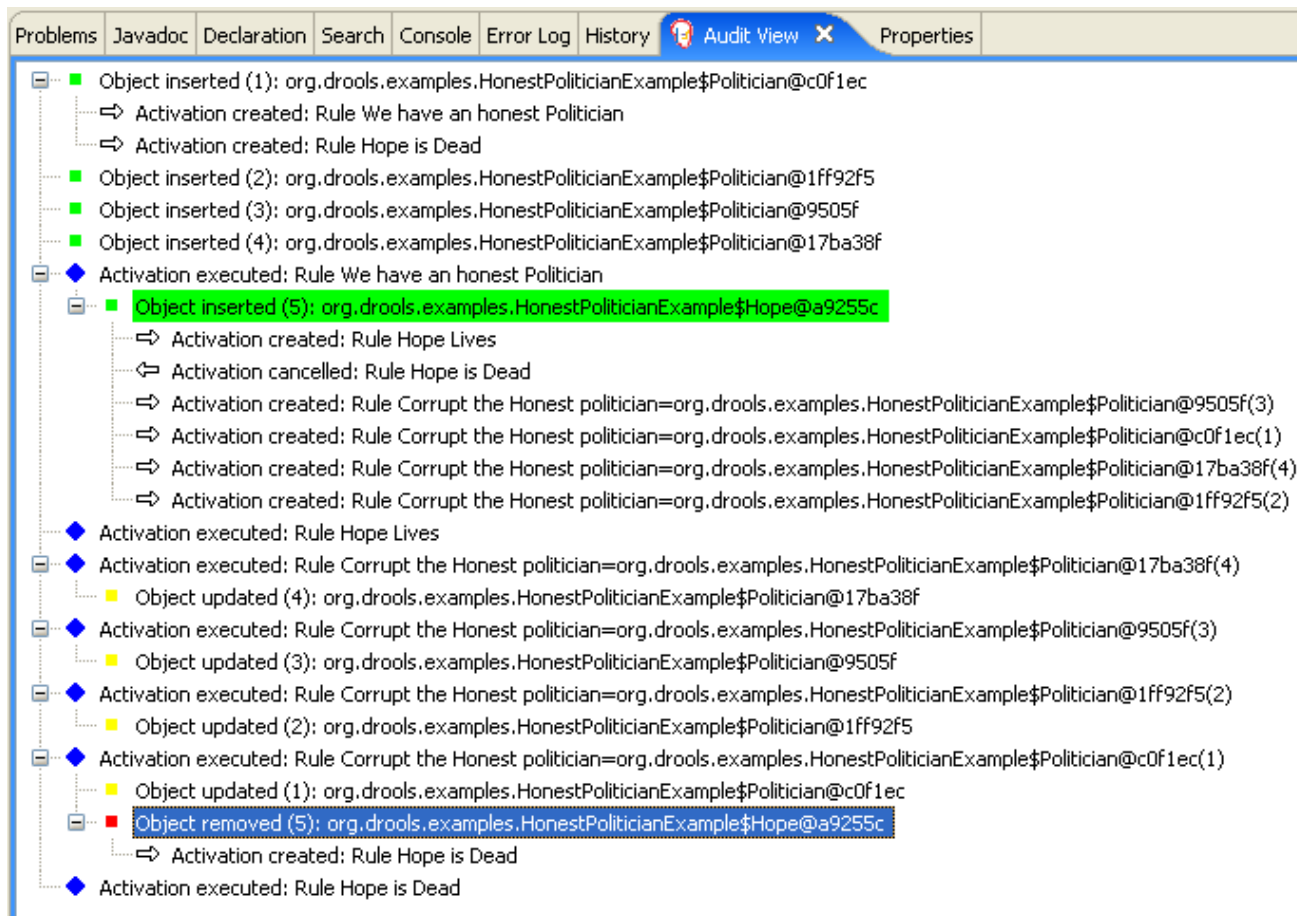 Problems Javadoc Declaration Search Console Error Log History Audit View Properties
Object inserted (1): org.drools.examples.HonestPoliticianExample$Politician@c0f1ec
Activation created: Rule We have an honest Politician
Activation created: Rule Hope is Dead
Object inserted (2): org.drools.examples.HonestPoliticianExample$Politician@1ff92f5
Object inserted (3): org.drools.examples.HonestPoliticianExample$Politician@9505f
Object inserted (4): org.drools.examples.HonestPoliticianExample$Politician@17ba38f
Activation executed: Rule We have an honest Politician
Object inserted (5): org.drools.examples.HonestPoliticianExample$Hope@a9255c
Activation created: Rule Hope Lives
Activation cancelled: Rule Hope is Dead
Activation created: Rule Corrupt the Honest politician=org.drools.examples.HonestPoliticianExample$Politician@9505f(3)
Activation created: Rule Corrupt the Honest politician=org.drools.examples.HonestPoliticianExample$Politician@c0f1ec(1)
Activation created: Rule Corrupt the Honest politician=org.drools.examples.HonestPoliticianExample$Politician@17ba38f(4)
Activation created: Rule Corrupt the Honest politician=org.drools.examples.HonestPoliticianExample$Politician@1ff92f5(2)
Activation executed: Rule Hope Lives
Activation executed: Rule Corrupt the Honest politician=org.drools.examples.HonestPoliticianExample$Politician@17ba38f(4)
Object updated (4): org.drools.examples.HonestPoliticianExample$Politician@17ba38f
Activation executed: Rule Corrupt the Honest politician=org.drools.examples.HonestPoliticianExample$Politician@9505f(3)
Object updated (3): org.drools.examples.HonestPoliticianExample$Politician@9505f
Activation executed: Rule Corrupt the Honest politician=org.drools.examples.HonestPoliticianExample$Politician@1ff92f5(2)
Object updated (2): org.drools.examples.HonestPoliticianExample$Politician@1ff92f5
Activation executed: Rule Corrupt the Honest politician=org.drools.examples.HonestPoliticianExample$Politician@c0f1ec(1)
Object updated (1): org.drools.examples.HonestPoliticianExample$Politician@c0f1ec
Object removed (5): org.drools.examples.HonestPoliticianExample$Hope@a9255c
Activation created: Rule Hope is Dead
Activation executed: Rule Hope is Dead